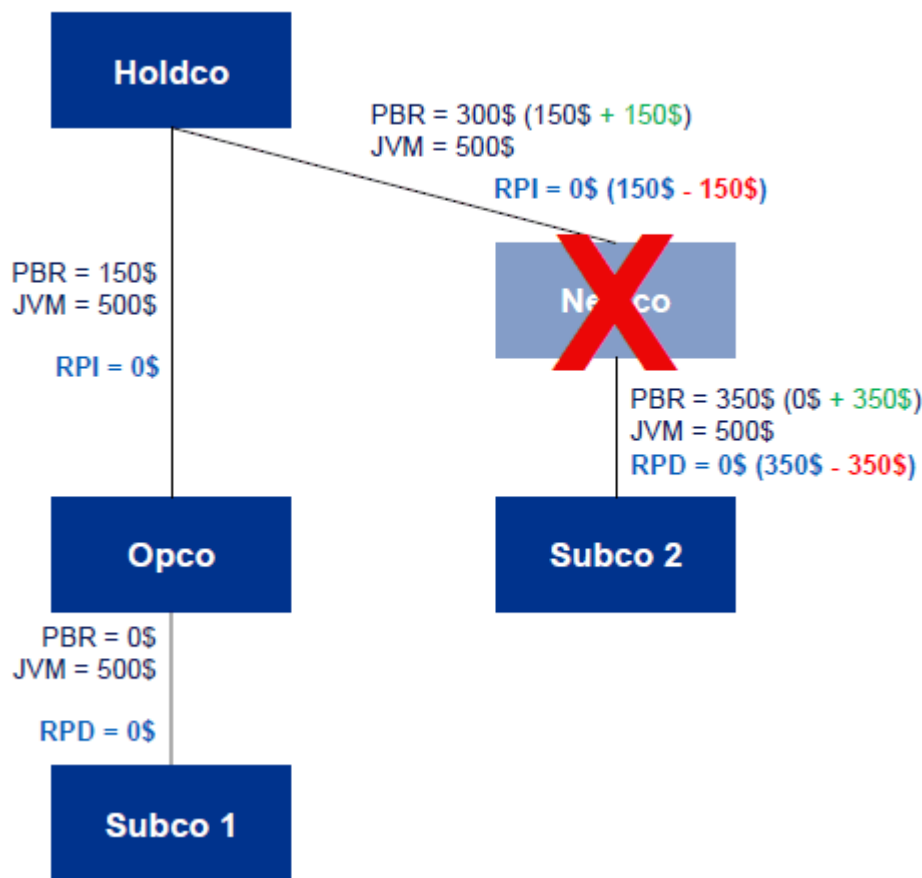 Holdco
PBR = 300$ (150$ + 150$)
JVM = 500$
RPI = 0$ (150$ - 150$)
PBR = 150$
JVM = 500$
RPI = 0$
PBR = 350$ (0$ + 350$)
JVM = 500$
RPD = 0$ (350$ - 350$)
Opco
Subco 2
PBR = 0$
JVM = 500$
RPD = 0$
Subco 1